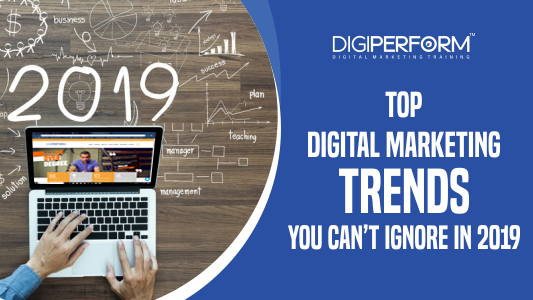 business
2019
success
plan
teaching
manager
management
solution
DIGIPERFORM™
DIGITAL MARKETING TRAINING
TOP
DIGITAL MARKETING
TRENDS
YOU CAN'T IGNORE IN 2019